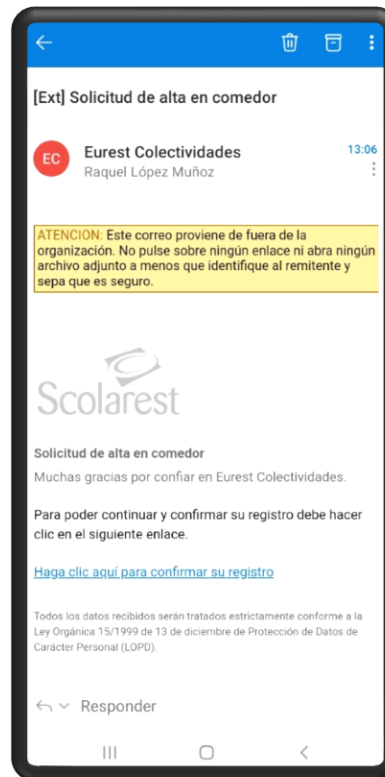 [Ext] Solicitud de alta en comedor
EC
Eurest Colectividades
13:06
Raquel López Muñoz
ATENCION: Este correo proviene de fuera de la
organización. No pulse sobre ningún enlace ni abra ningún
archivo adjunto a menos que identifique al remitente y
sepa que es seguro.
Scolarest
Solicitud de alta en comedor
Muchas gracias por confiar en Eurest Colectividades.
Para poder continuar y confirmar su registro debe hacer
clic en el siguiente enlace.
Haga clic aquí para confirmar su registro
Todos los datos recibidos serán tratados estrictamente conforme a la
Ley Orgánica 15/1999 de 13 de diciembre de Protección de Datos de
Carácter Personal (LOPD).
Responder